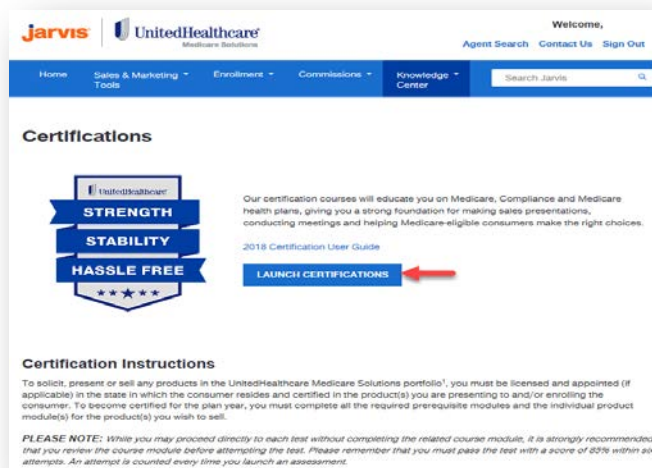 jarvis UnitedHealthcare Welcome,
Medicare Solutions Agent Search Contact Us Sign Out
Home Sales & Marketing Tools Enrollment Commissions Knowledge Center Search Jarvis
Certifications
UnitedHealthcare
STRENGTH
STABILITY
HASSLE FREE
Our certification courses will educate you on Medicare, Compliance and Medicare
health plans, giving you a strong foundation for making sales presentations,
conducting meetings and helping Medicare-eligible consumers make the right choices.
2018 Certification User Guide
LAUNCH CERTIFICATIONS
Certification Instructions
To solicit, present or sell any products in the UnitedHealthcare Medicare Solutions portfolio¹, you must be licensed and appointed (if
applicable) in the state in which the consumer resides and certified in the product(s) you are presenting to and/or enrolling the
consumer. To become certified for the plan year, you must complete all the required prerequisite modules and the individual product
module(s) for the product(s) you wish to sell.
PLEASE NOTE: While you may proceed directly to each test without completing the related course module, it is strongly recommended
that you review the course module before attempting the test. Please remember that you must pass the test with a score of 85% within six
attempts. An attempt is counted every time you launch an assessment.